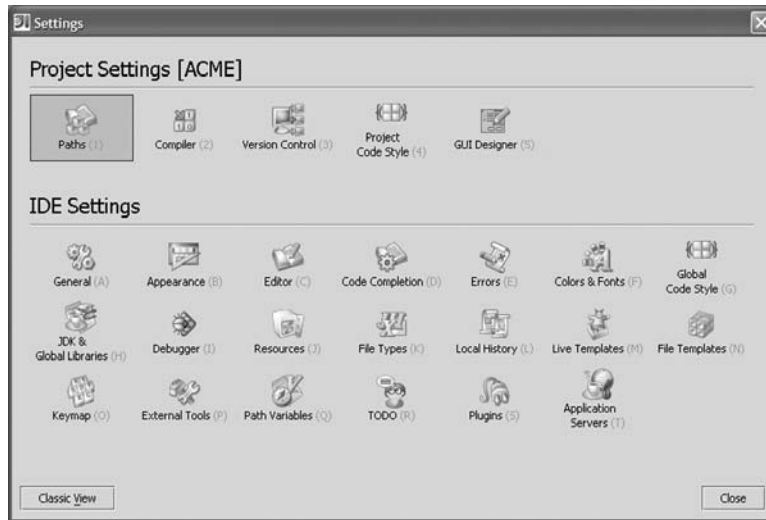 Settings
Project Settings [ACME]
Paths (1) Compiler (2) Version Control (3) Project Code Style (4) GUI Designer (5)
IDE Settings
General (A) Appearance (B) Editor (C) Code Completion (D) Errors (E) Colors & Fonts (F) Global Code Style (G)
JDK & Global Libraries (H) Debugger (I) Resources (J) File Types (K) Local History (L) Live Templates (M) File Templates (N)
Keymap (O) External Tools (P) Path Variables (Q) TODO (R) Plugins (S) Application Servers (T)
Classic View Close